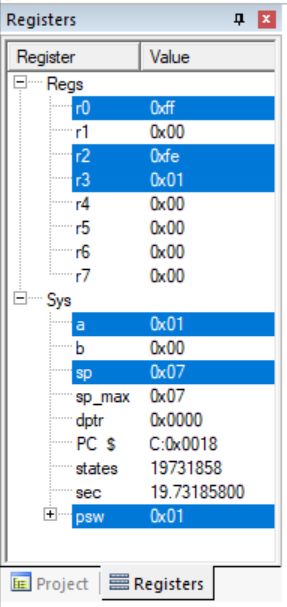 Registers
Register Value
Regs
r0 0xff
r1 0x00
r2 0xfe
r3 0x01
r4 0x00
r5 0x00
r6 0x00
r7 0x00
Sys
a 0x01
b 0x00
sp 0x07
sp_max 0x07
dptr 0x0000
PC $ C:0x0018
states 19731858
sec 19.73185800
psw 0x01
Project Registers